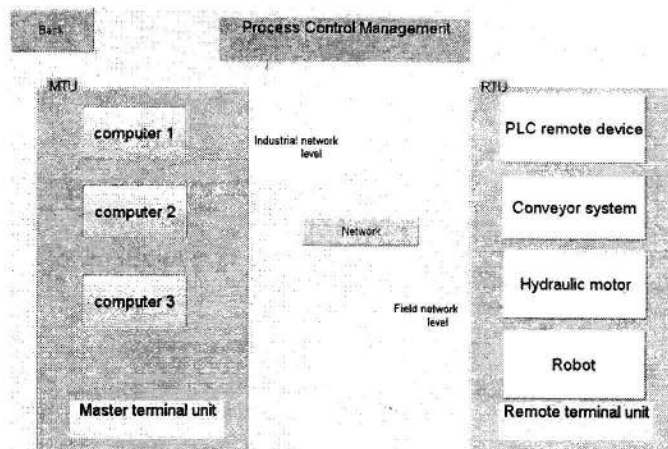 Back
Process Control Management
MTU
computer 1
computer 2
computer 3
Master terminal unit
Industrial network
level
Network
Field network
level
RTU
PLC remote device
Conveyor system
Hydraulic motor
Robot
Remote terminal unit